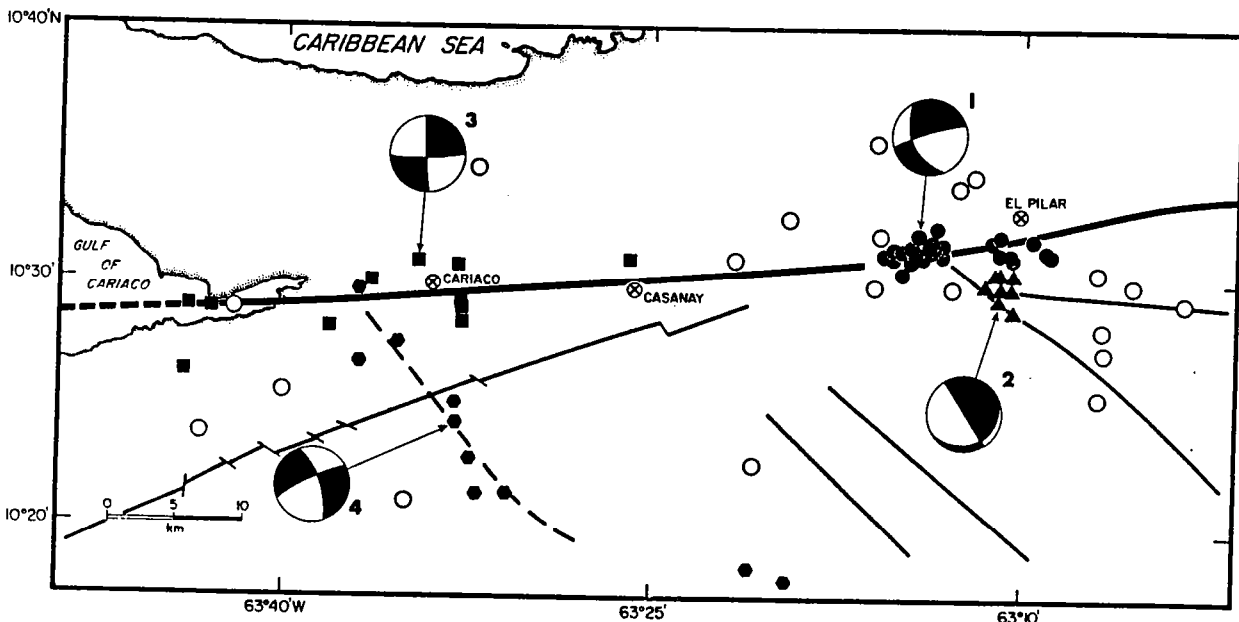 10°40'N
CARIBBEAN SEA
3
1
EL PILAR
GULF
OF
CARIACO
10°30'
CARIACO
CASANAY
2
4
0 5 10
km
10°20'
63°40'W
63°25'
63°10'